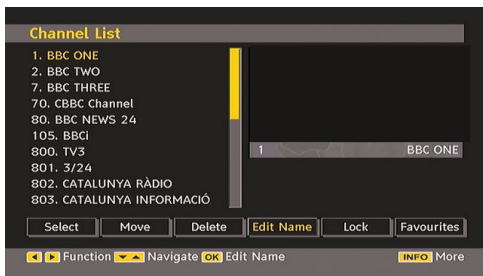 Channel List
1. BBC ONE
2. BBC TWO
7. BBC THREE
70. CBBC Channel
80. BBC NEWS 24
105. BBCi
800. TV3
801. 3/24
802. CATALUNYA RÀDIO
803. CATALUNYA INFORMACIÓ
1 BBC ONE
Select Move Delete Edit Name Lock Favourites
Function Navigate OK Edit Name INFO More